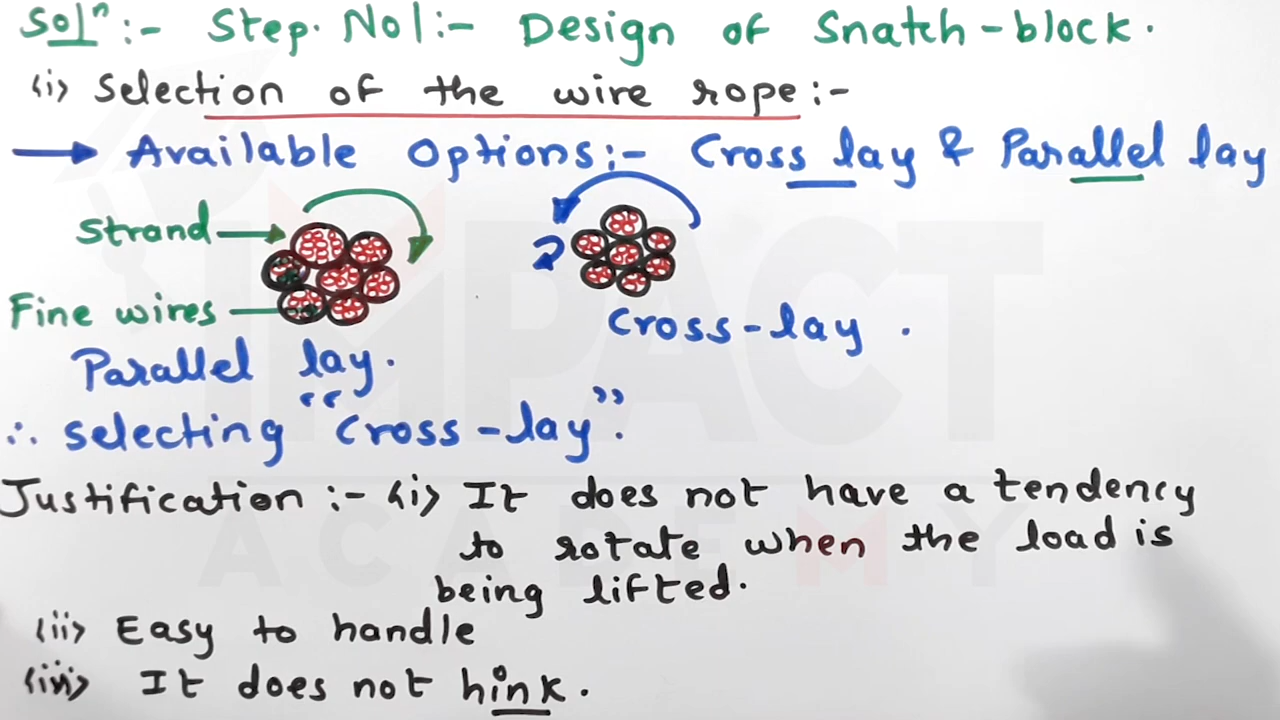 Solⁿ :- Step. No1:- Design of Snatch-block.
(i) Selection of the wire rope:-
→ Available Options:- Cross lay & Parallel lay
Strand →
Fine wires
Parallel lay.
Cross-lay.
∴ selecting "Cross-lay".
Justification :- (i) It does not have a tendency
to rotate when the load is
being lifted.
(ii) Easy to handle
(iii) It does not hink.
IMPACT
ACADEMY